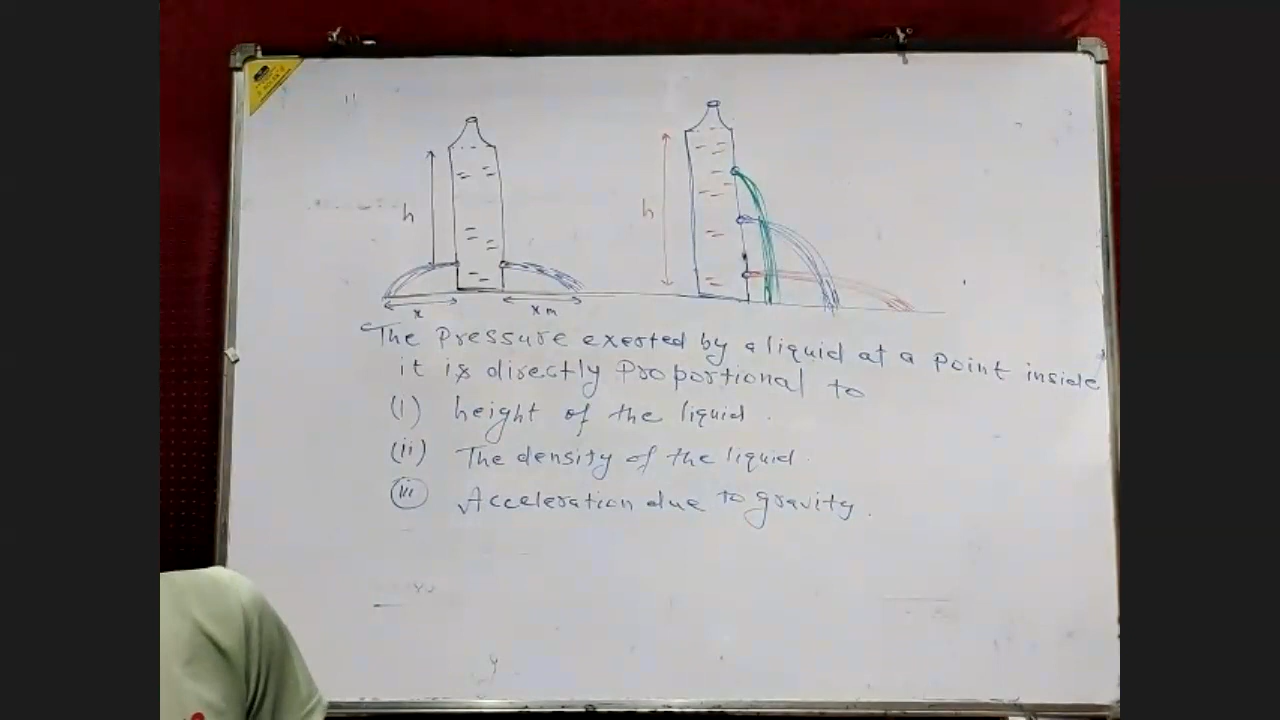 h
h
x
x m
The Pressure exerted by a liquid at a point inside
it is directly Proportional to
(i) height of the liquid.
(ii) The density of the liquid.
(iii) Acceleration due to gravity.